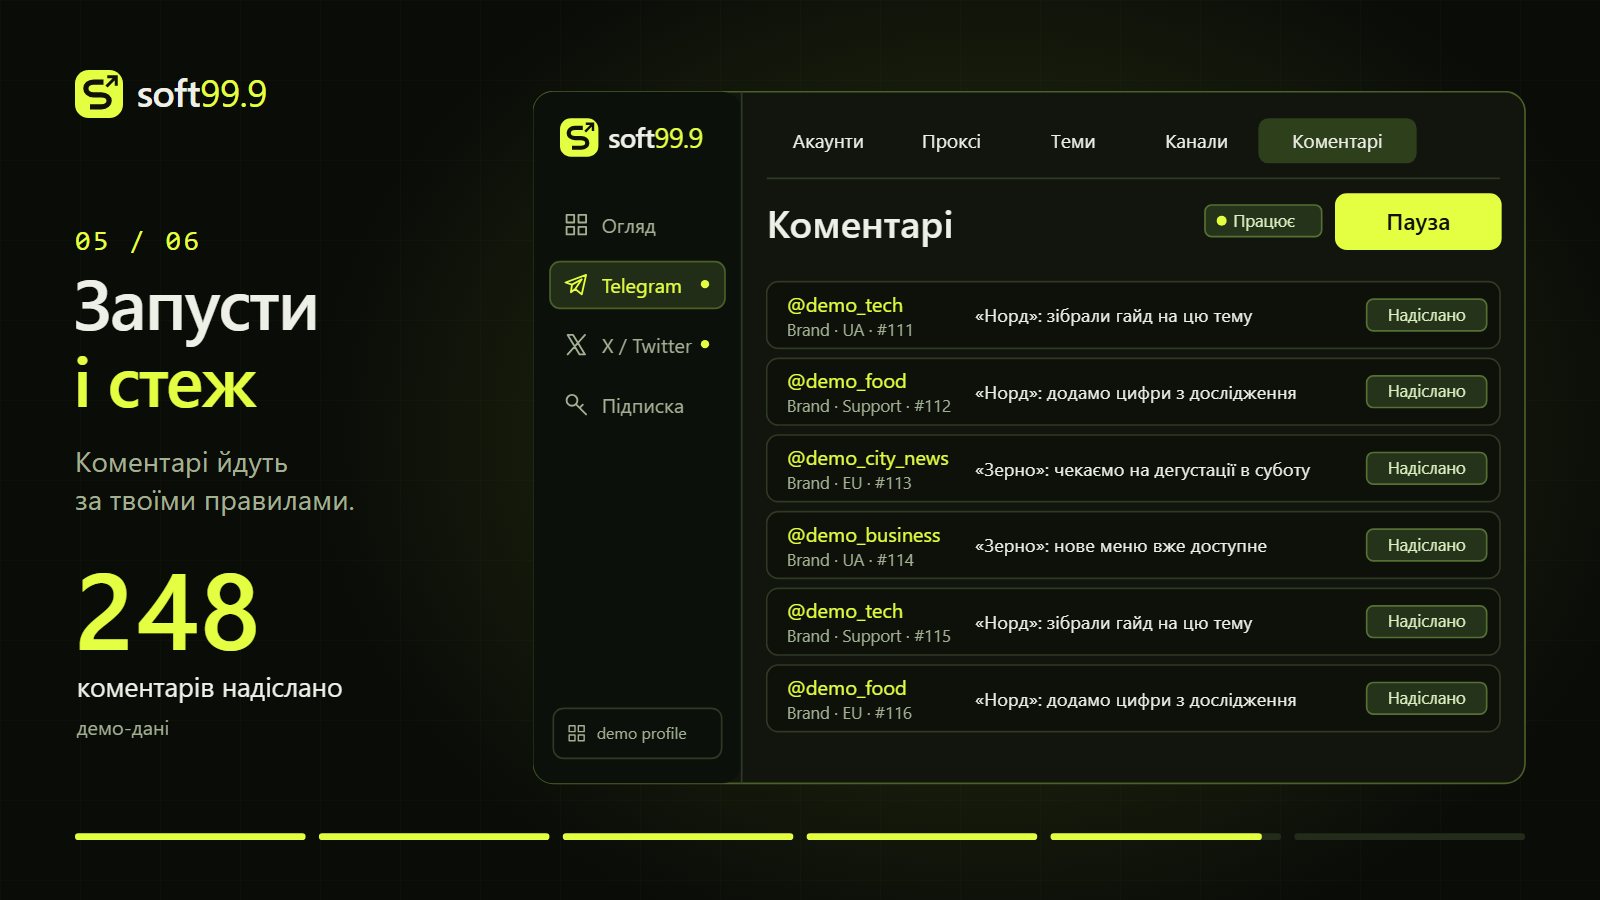 soft99.9
05 / 06
Запусти
і стеж
Коментарі йдуть
за твоїми правилами.
248
коментарів надіслано
демо-дані
soft99.9
Огляд
Telegram
X / Twitter
Підписка
demo profile
Акаунти Проксі Теми Канали Коментарі
Коментарі Працює Пауза
@demo_tech
Brand · UA · #111
«Норд»: зібрали гайд на цю тему
Надіслано
@demo_food
Brand · Support · #112
«Норд»: додамо цифри з дослідження
Надіслано
@demo_city_news
Brand · EU · #113
«Зерно»: чекаємо на дегустації в суботу
Надіслано
@demo_business
Brand · UA · #114
«Зерно»: нове меню вже доступне
Надіслано
@demo_tech
Brand · Support · #115
«Норд»: зібрали гайд на цю тему
Надіслано
@demo_food
Brand · EU · #116
«Норд»: додамо цифри з дослідження
Надіслано